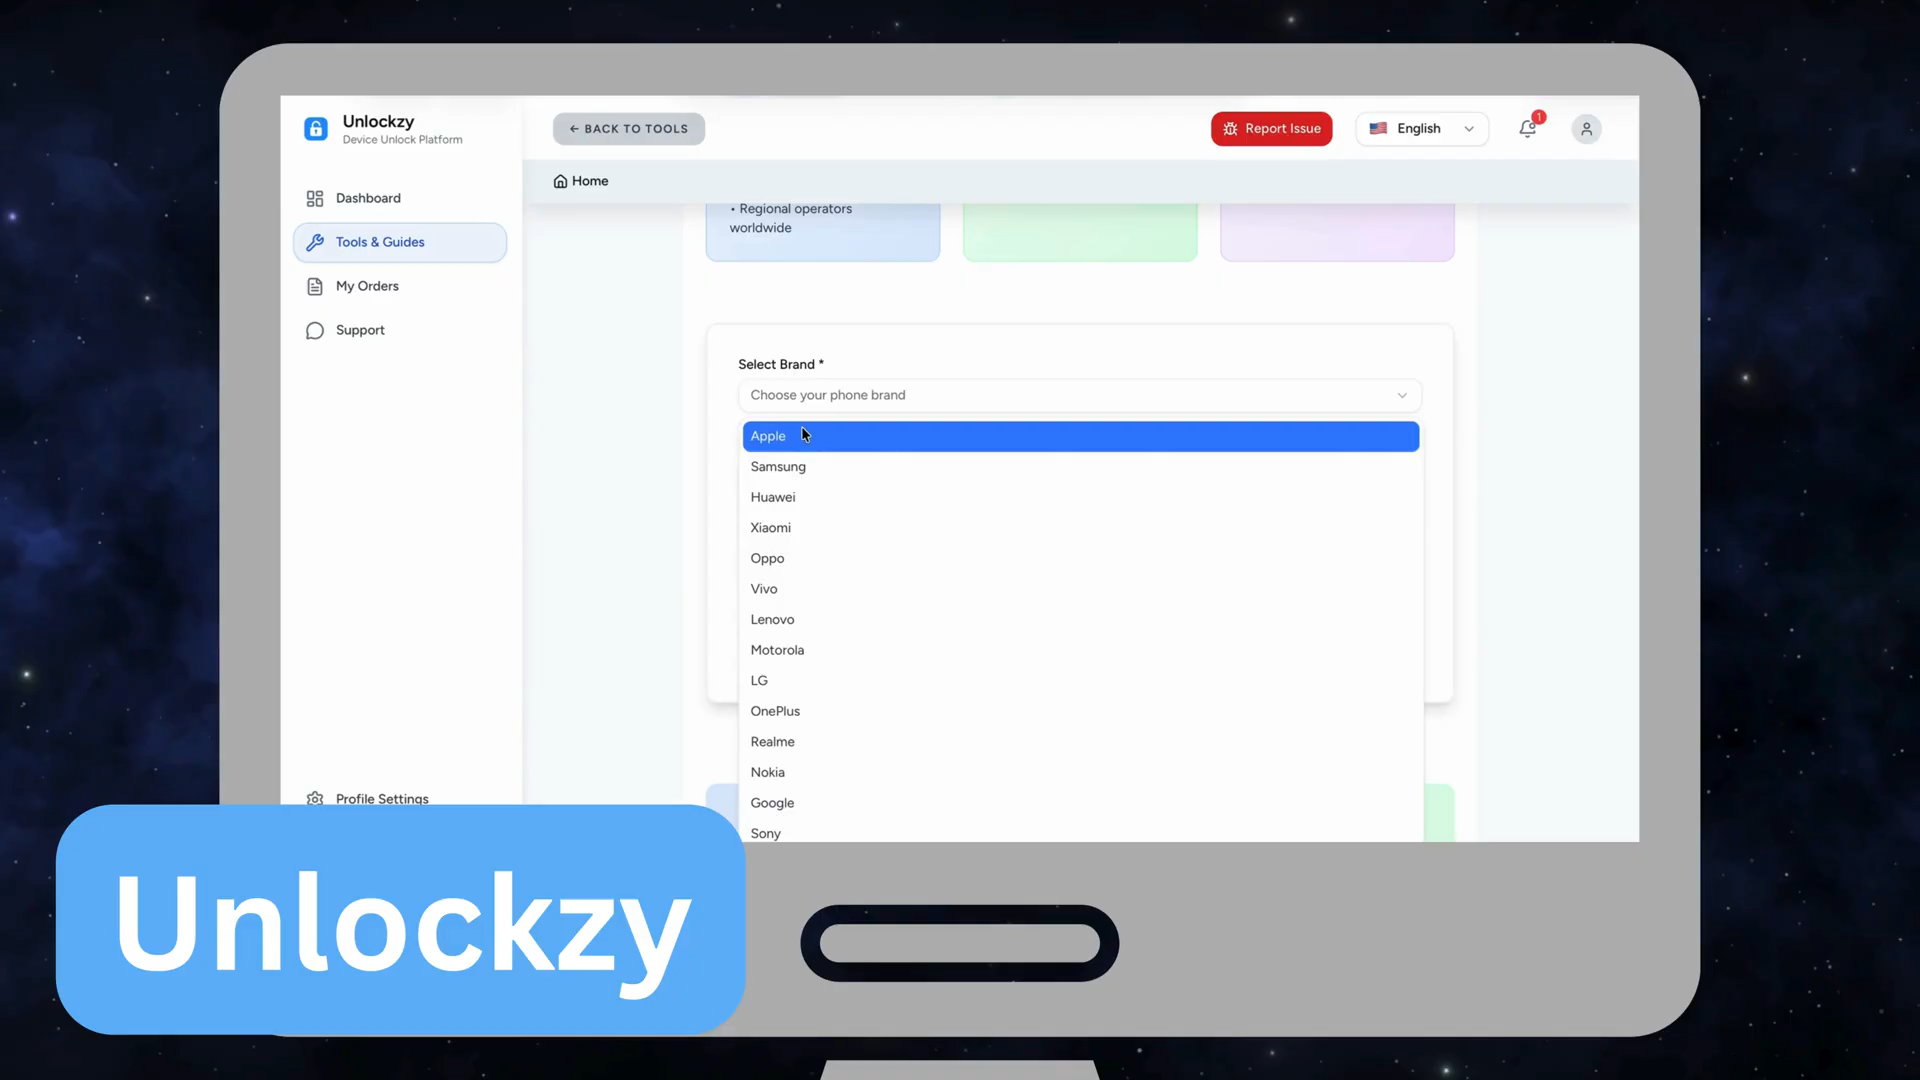 Unlockzy
Device Unlock Platform
← BACK TO TOOLS
Report Issue
English
1
Home
Dashboard
Tools & Guides
My Orders
Support
Profile Settings
• Regional operators
worldwide
Select Brand *
Choose your phone brand
Apple
Samsung
Huawei
Xiaomi
Oppo
Vivo
Lenovo
Motorola
LG
OnePlus
Realme
Nokia
Google
Sony
Unlockzy